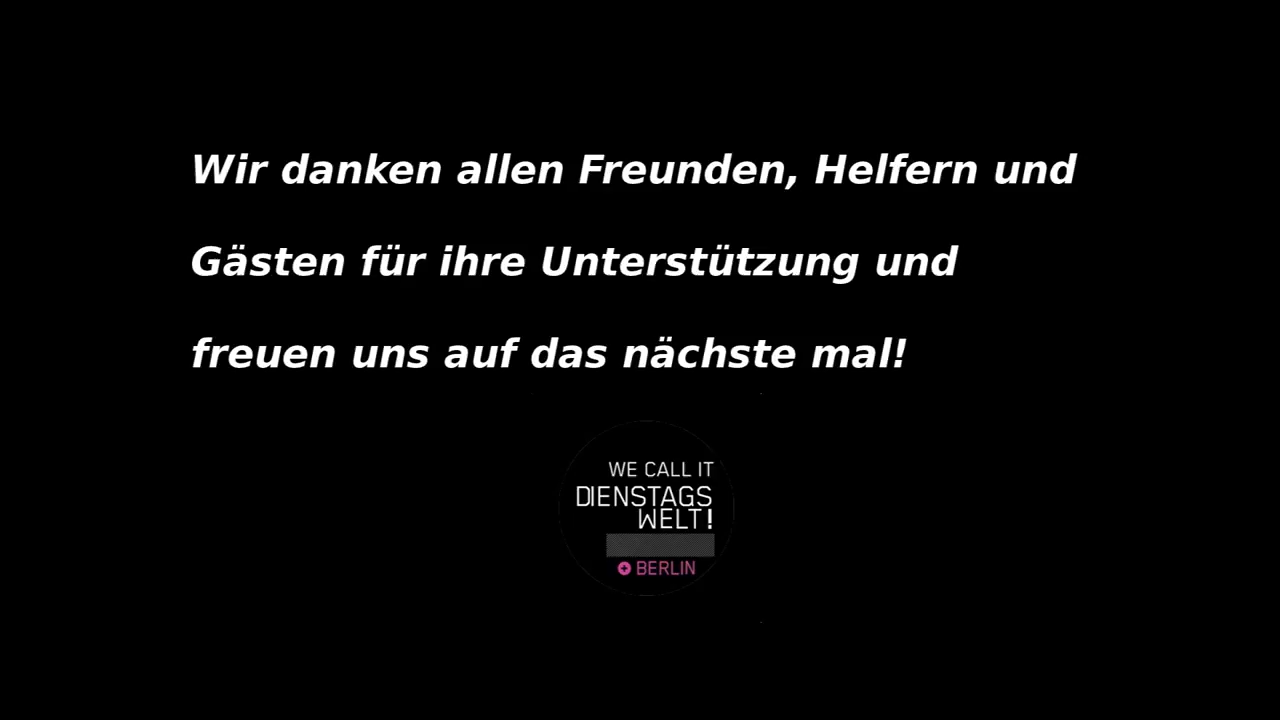 Wir danken allen Freunden, Helfern und
Gästen für ihre Unterstützung und
freuen uns auf das nächste mal!
WE CALL IT
DIENSTAGS
WELT!
BERLIN